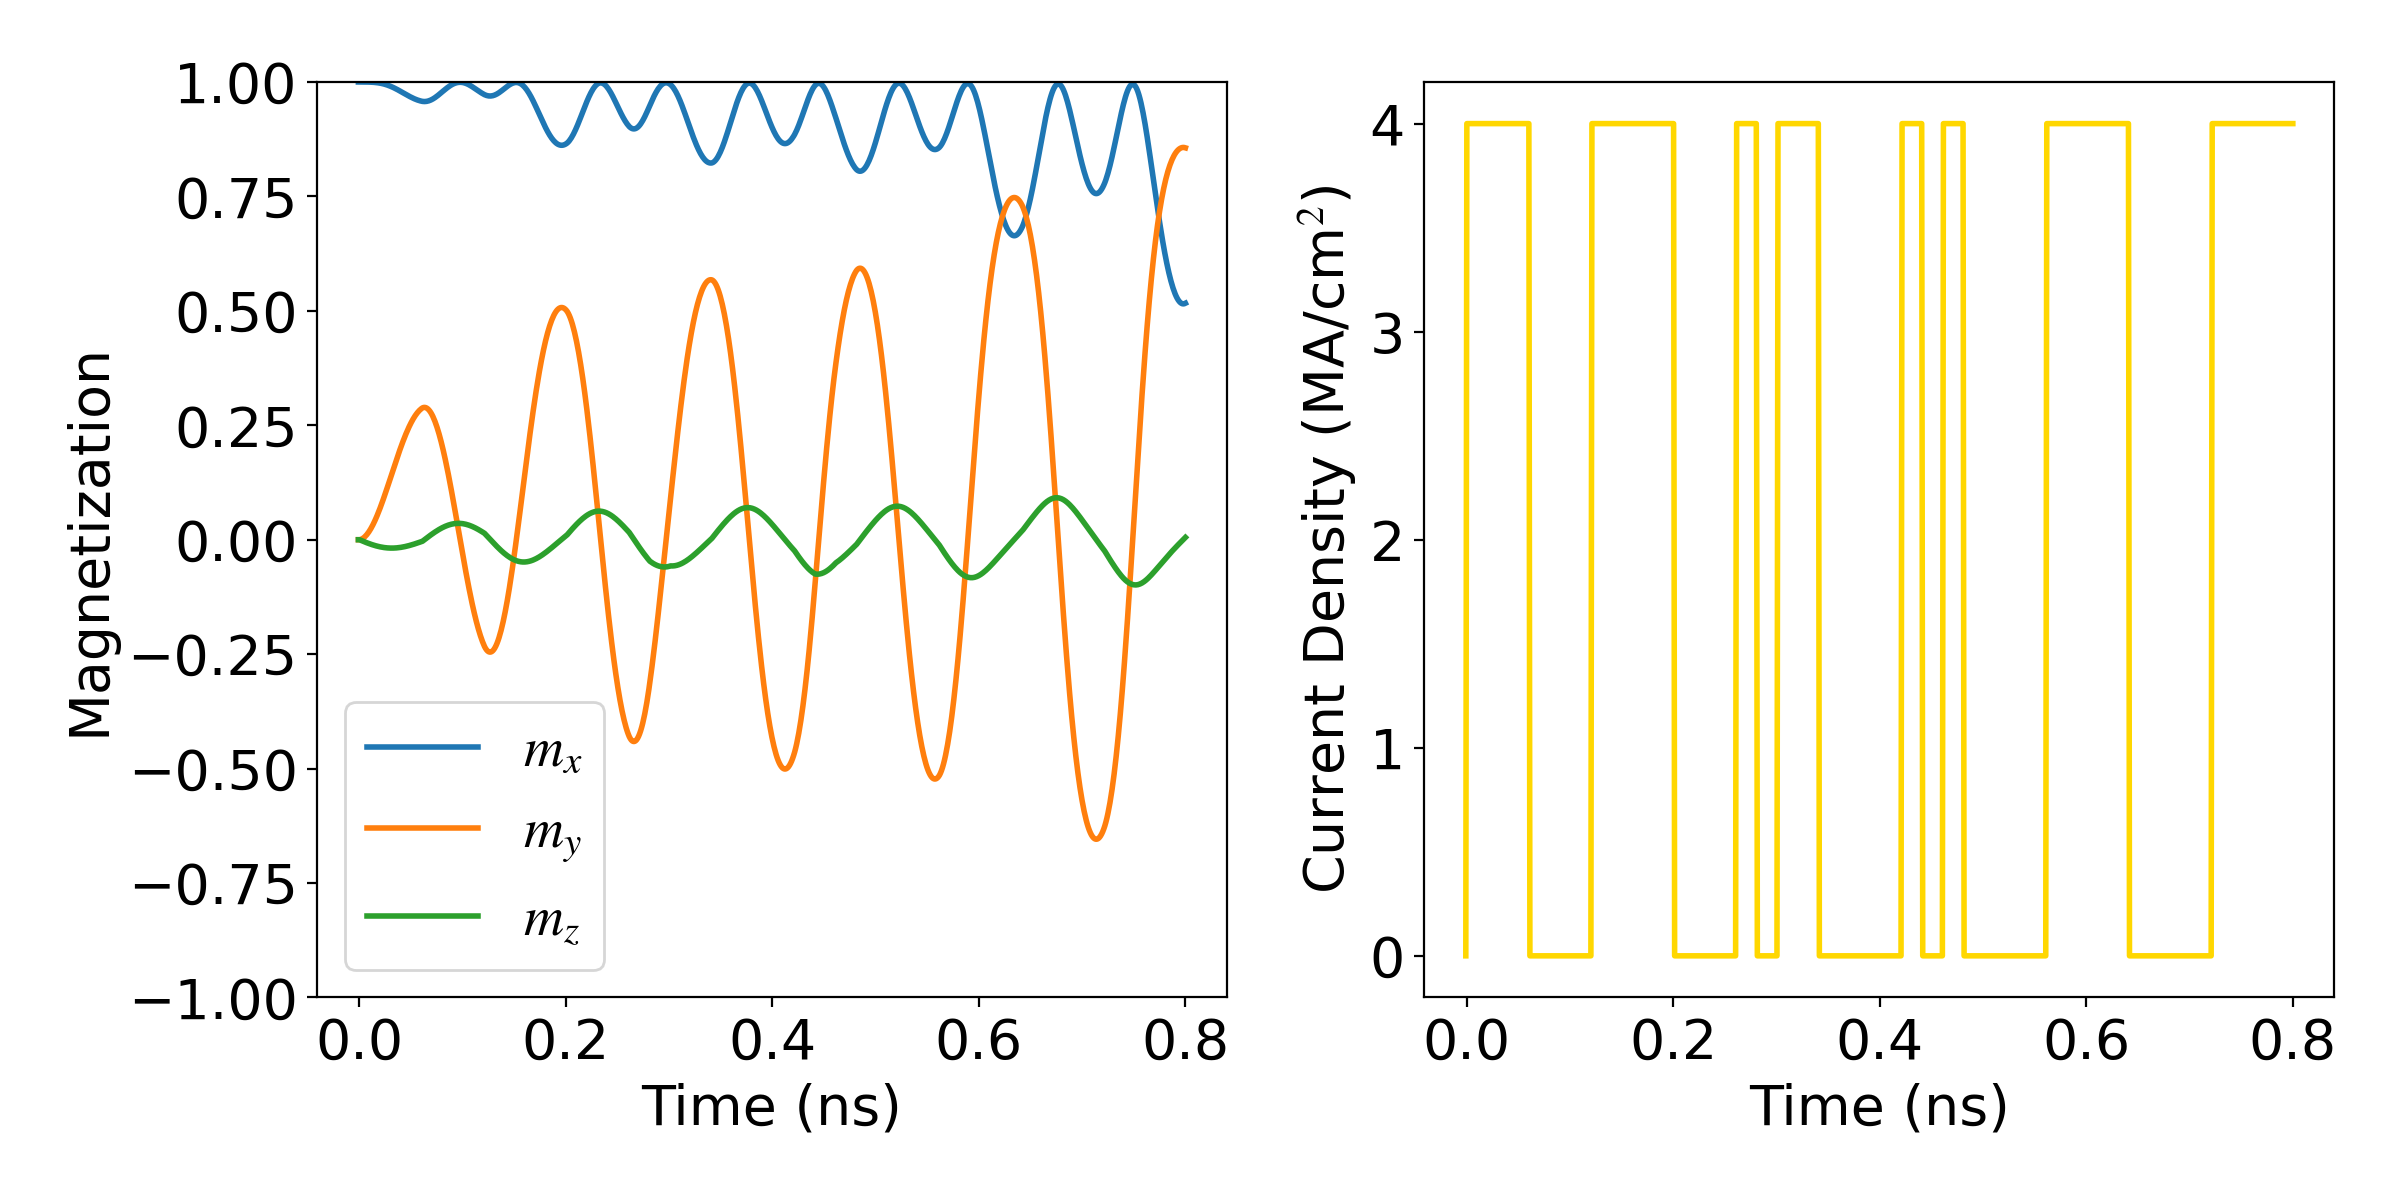 Magnetization
1.00
0.75
0.50
0.25
0.00
−0.25
−0.50
−0.75
−1.00
m_x
m_y
m_z
0.0 0.2 0.4 0.6 0.8
Time (ns)
Current Density (MA/cm²)
4
3
2
1
0
0.0 0.2 0.4 0.6 0.8
Time (ns)